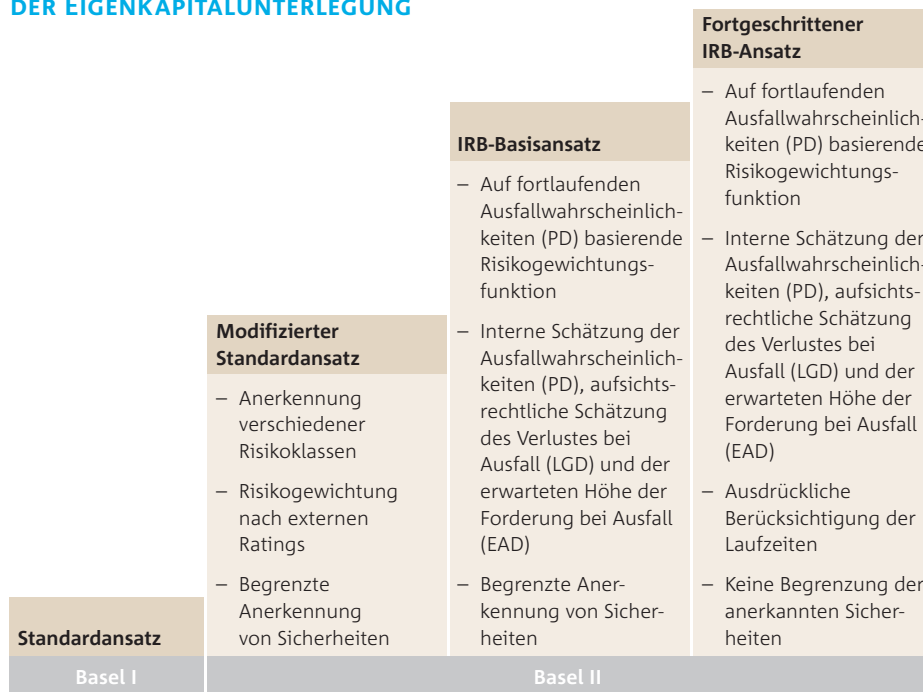 DER EIGENKAPITALUNTERLEGUNG
Standardansatz
Modifizierter
Standardansatz
– Anerkennung
verschiedener
Risikoklassen
– Risikogewichtung
nach externen
Ratings
– Begrenzte
Anerkennung
von Sicherheiten
IRB-Basisansatz
– Auf fortlaufenden
Ausfallwahrscheinlich-
keiten (PD) basierende
Risikogewichtungs-
funktion
– Interne Schätzung der
Ausfallwahrscheinlich-
keiten (PD), aufsichts-
rechtliche Schätzung
des Verlustes bei
Ausfall (LGD) und der
erwarteten Höhe der
Forderung bei Ausfall
(EAD)
– Begrenzte Aner-
kennung von Sicher-
heiten
Fortgeschrittener
IRB-Ansatz
– Auf fortlaufenden
Ausfallwahrscheinlich-
keiten (PD) basierende
Risikogewichtungs-
funktion
– Interne Schätzung der
Ausfallwahrscheinlich-
keiten (PD), aufsichts-
rechtliche Schätzung
des Verlustes bei
Ausfall (LGD) und der
erwarteten Höhe der
Forderung bei Ausfall
(EAD)
– Ausdrückliche
Berücksichtigung der
Laufzeiten
– Keine Begrenzung der
anerkannten Sicher-
heiten
Basel I
Basel II